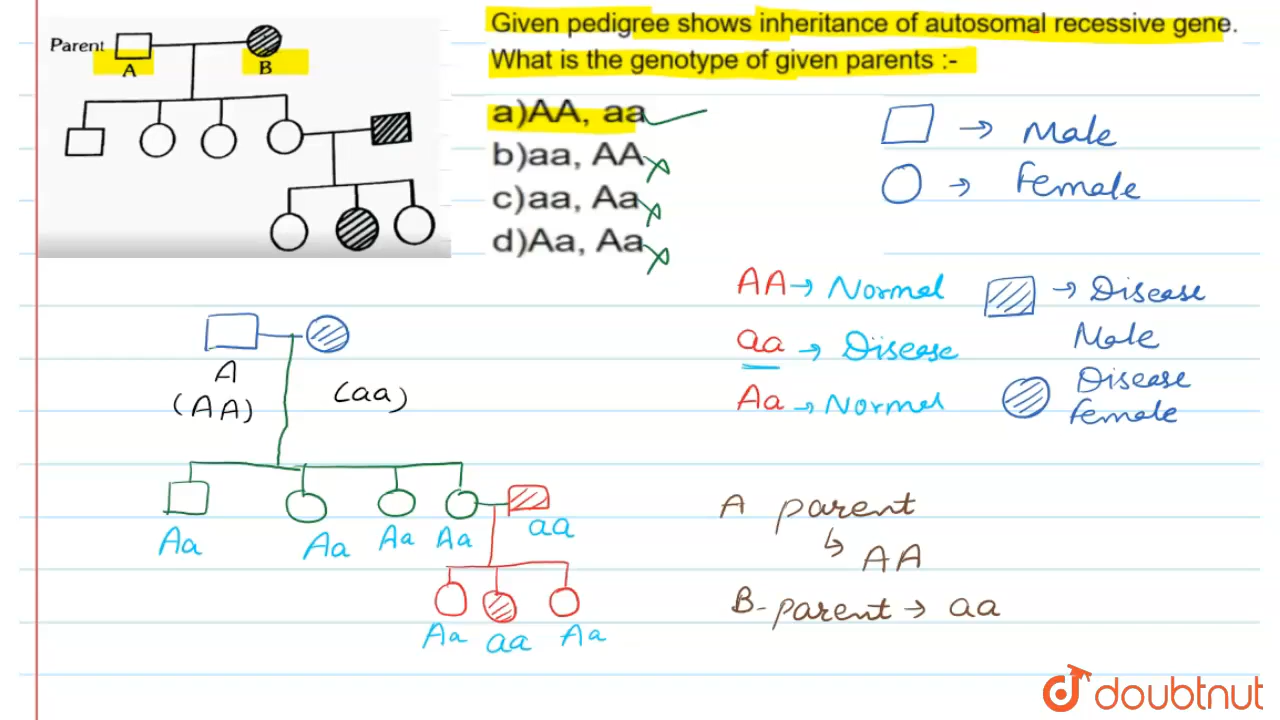 Given pedigree shows inheritance of autosomal recessive gene.
What is the genotype of given parents :-
Parent
A
B
a)AA, aa
b)aa, AA
c)aa, Aa
d)Aa, Aa
→ Male
→ Female
AA → Normal
aa → Disease
Aa → Normal
→ Disease Male
Disease Female
A
(AA)
(aa)
Aa
Aa
Aa
Aa
aa
Aa
aa
Aa
A parent
↳ AA
B- parent → aa
doubtnut